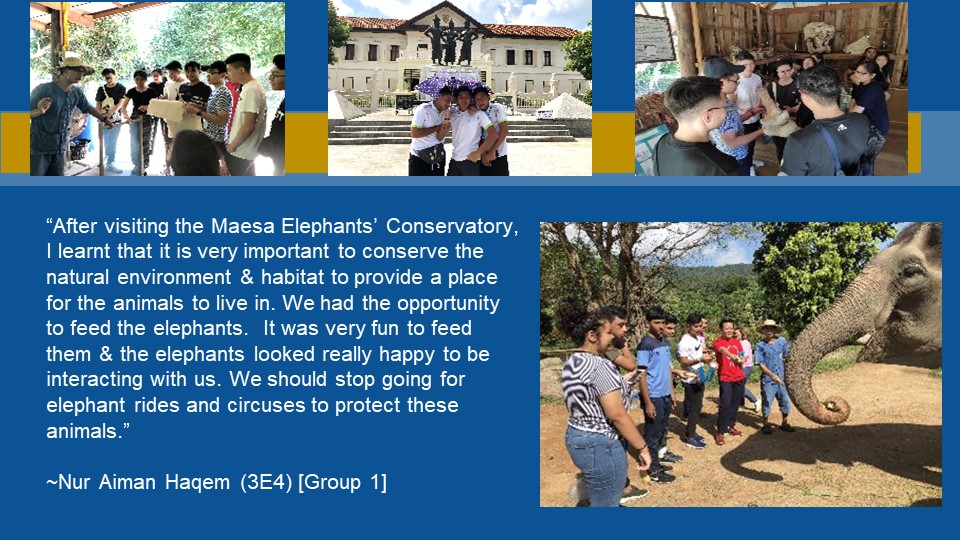 “After visiting the Maesa Elephants’ Conservatory,
I learnt that it is very important to conserve the
natural environment & habitat to provide a place
for the animals to live in. We had the opportunity
to feed the elephants.  It was very fun to feed
them & the elephants looked really happy to be
interacting with us. We should stop going for
elephant rides and circuses to protect these
animals.”
~Nur Aiman Haqem (3E4) [Group 1]